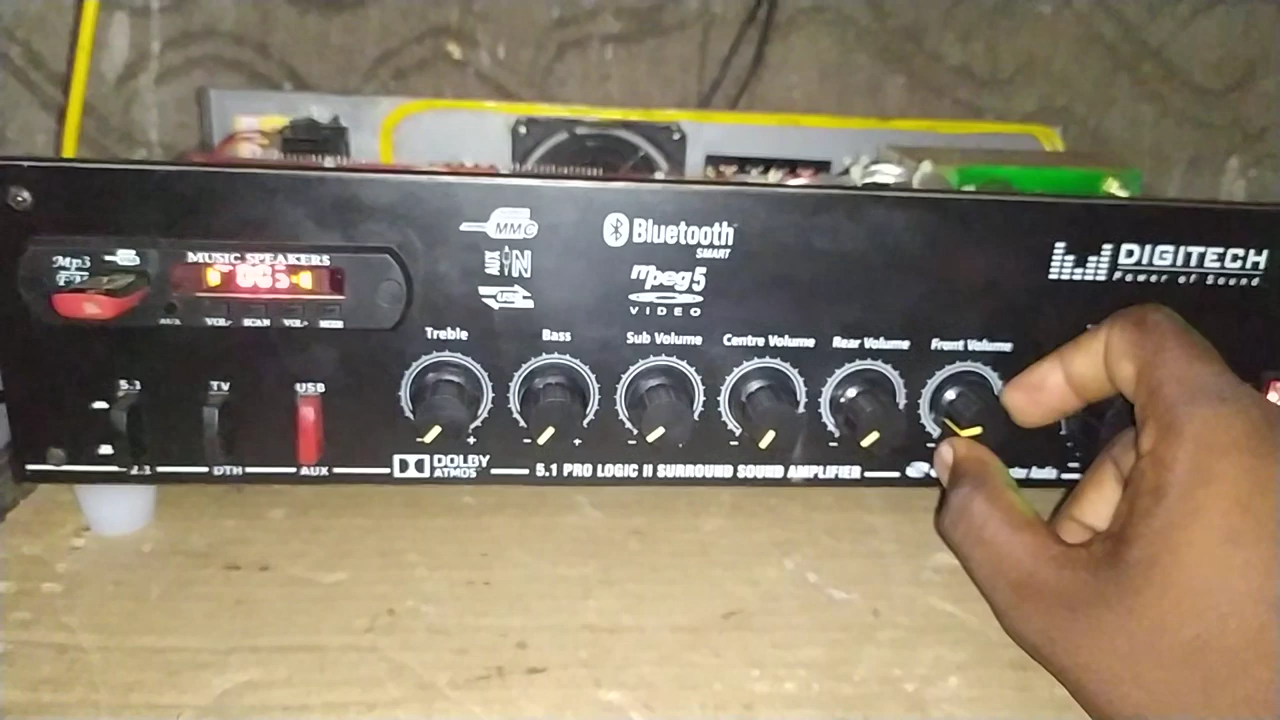 MMC
Bluetooth
SMART
DIGITECH
Power of Sound
Mp3
MUSIC SPEAKERS
AUX IN
mpeg5
VIDEO
USB
AUX
VOL-
SCAN
VOL+
Treble
Bass
Sub Volume
Centre Volume
Rear Volume
Front Volume
5.1
TV
USB
- +
- +
-
-
-
-
2.1
DTH
AUX
DOLBY
ATMOS
5.1 PRO LOGIC II SURROUND SOUND AMPLIFIER
Audio